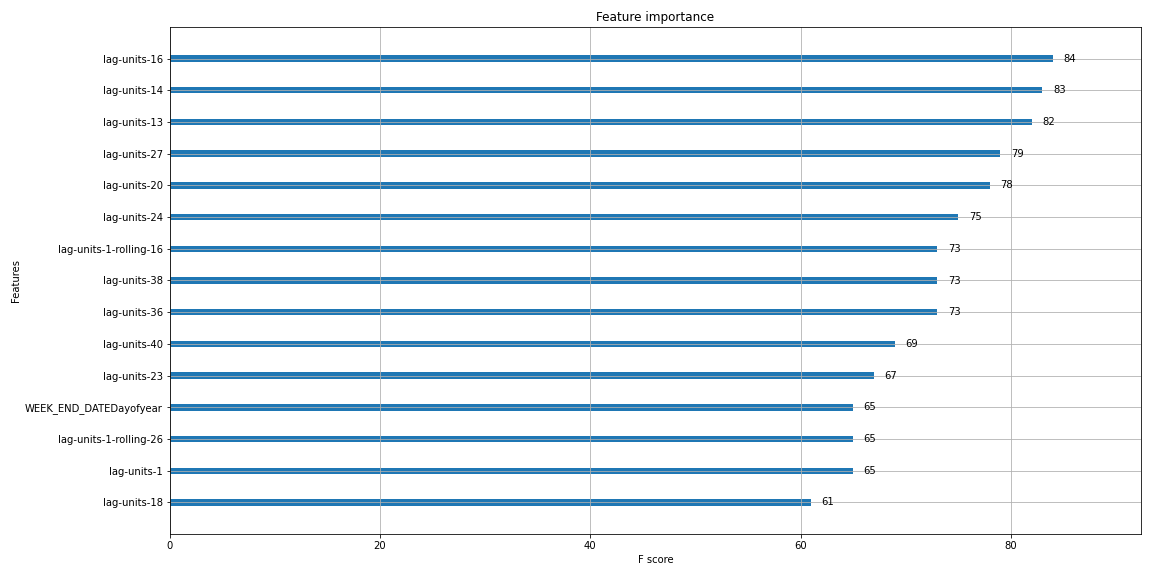 Feature importance
Features
lag-units-16 84
lag-units-14 83
lag-units-13 82
lag-units-27 79
lag-units-20 78
lag-units-24 75
lag-units-1-rolling-16 73
lag-units-38 73
lag-units-36 73
lag-units-40 69
lag-units-23 67
WEEK_END_DATEDayofyear 65
lag-units-1-rolling-26 65
lag-units-1 65
lag-units-18 61
0 20 40 60 80
F score